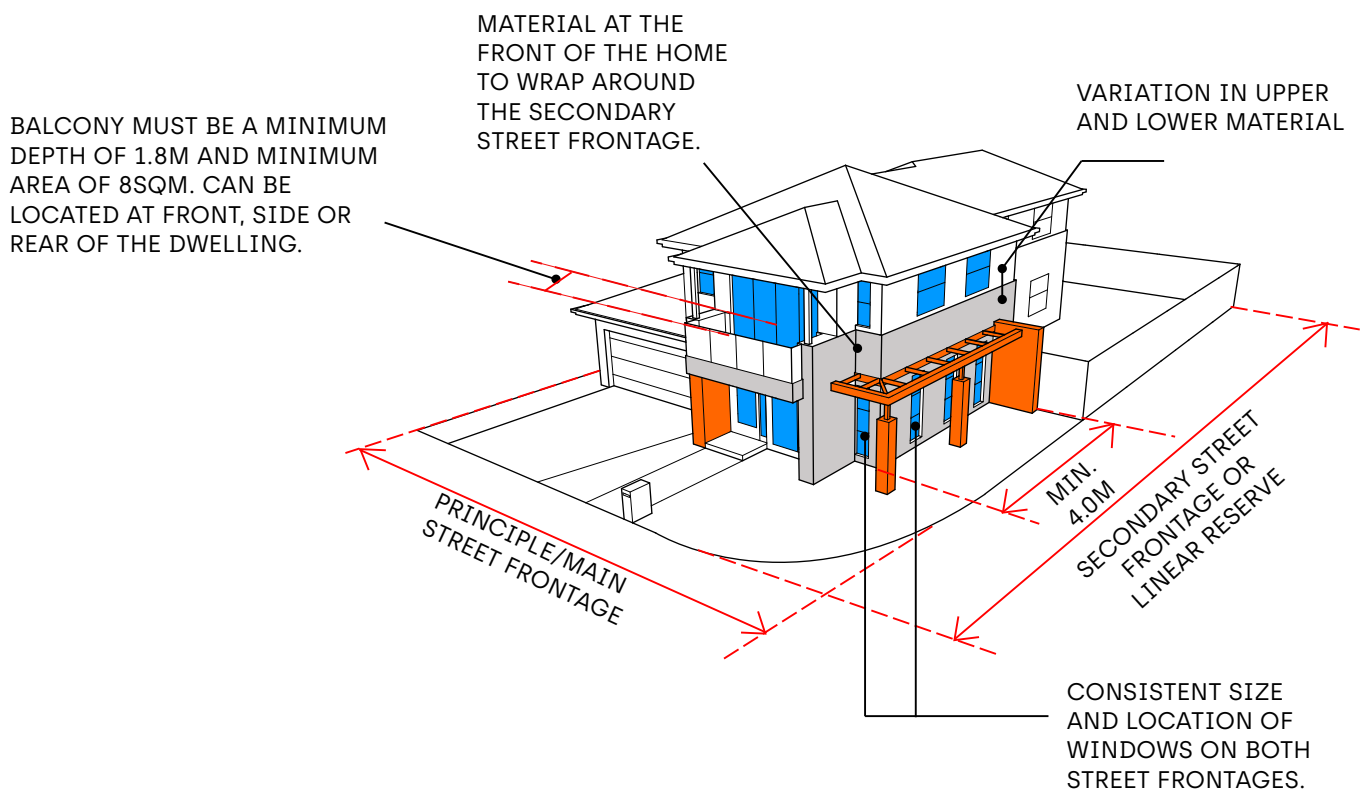 MATERIAL AT THE
FRONT OF THE HOME
TO WRAP AROUND
THE SECONDARY
STREET FRONTAGE.
VARIATION IN UPPER
AND LOWER MATERIAL
BALCONY MUST BE A MINIMUM
DEPTH OF 1.8M AND MINIMUM
AREA OF 8SQM. CAN BE
LOCATED AT FRONT, SIDE OR
REAR OF THE DWELLING.
PRINCIPLE/MAIN
STREET FRONTAGE
MIN.
4.0M
SECONDARY STREET
FRONTAGE OR
LINEAR RESERVE
CONSISTENT SIZE
AND LOCATION OF
WINDOWS ON BOTH
STREET FRONTAGES.